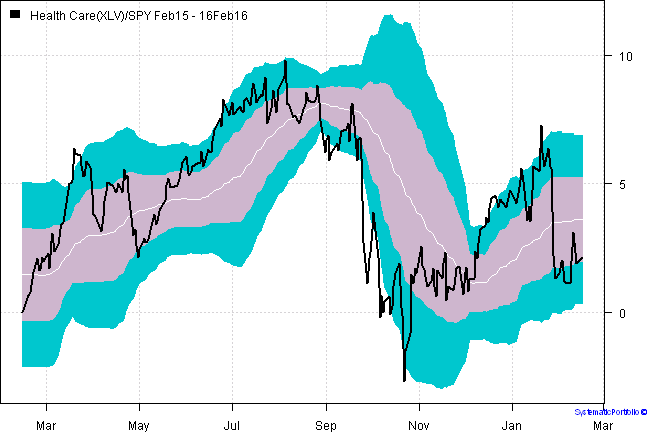 Health Care(XLV)/SPY Feb15 - 16Feb16
10
5
0
Mar May Jul Sep Nov Jan Mar
SystematicPortfolio ©